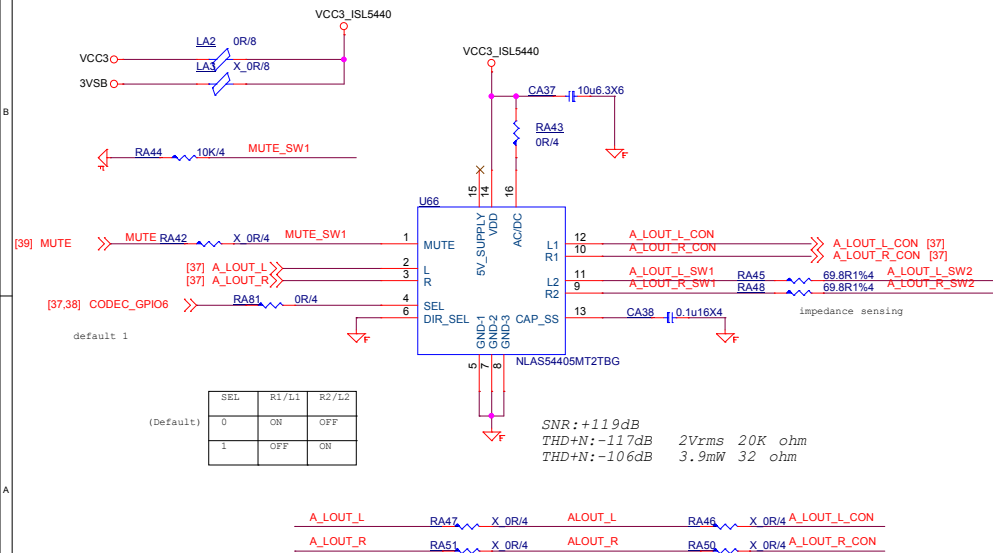 VCC3_ISL5440
LA2 0R/8
VCC3
LA3 X_0R/8
3VSB
VCC3_ISL5440
CA37 10u6.3X6
B
RA43
0R/4
RA44 10K/4 MUTE_SW1
15
14
16
U66
5V_SUPPLY
VDD
AC/DC
[39] MUTE MUTE RA42 X_0R/4 MUTE_SW1 1 MUTE
L1 12 A_LOUT_L_CON A_LOUT_L_CON [37]
R1 10 A_LOUT_R_CON A_LOUT_R_CON [37]
[37] A_LOUT_L 2 L
[37] A_LOUT_R 3 R
L2 11 A_LOUT_L_SW1 RA45 69.8R1%4 A_LOUT_L_SW2
R2 9 A_LOUT_R_SW1 RA48 69.8R1%4 A_LOUT_R_SW2
impedance sensing
[37,38] CODEC_GPIO6 RA81 0R/4 4 SEL
6 DIR_SEL
CAP_SS 13 CA38 0.1u16X4
default 1
GND-1
GND-2
GND-3
5
7
8
NLAS54405MT2TBG
SEL R1/L1 R2/L2
(Default) 0 ON OFF
1 OFF ON
SNR:+119dB
THD+N:-117dB 2Vrms 20K ohm
THD+N:-106dB 3.9mW 32 ohm
A
A_LOUT_L RA47 X_0R/4 ALOUT_L RA46 X_0R/4 A_LOUT_L_CON
A_LOUT_R RA51 X_0R/4 ALOUT_R RA50 X_0R/4 A_LOUT_R_CON